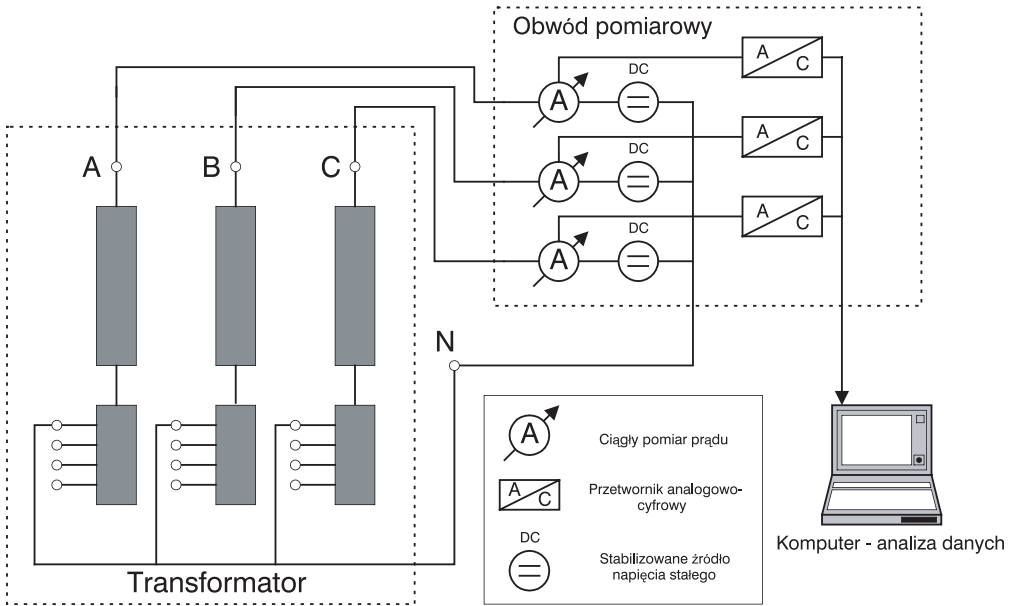 Obwód pomiarowy
A
C
DC
A
A
C
DC
A
A
C
DC
A
A
B
C
N
Transformator
A
Ciągły pomiar prądu
A
C
Przetwornik analogowo-
cyfrowy
DC
Stabilizowane źródło
napięcia stałego
Komputer - analiza danych